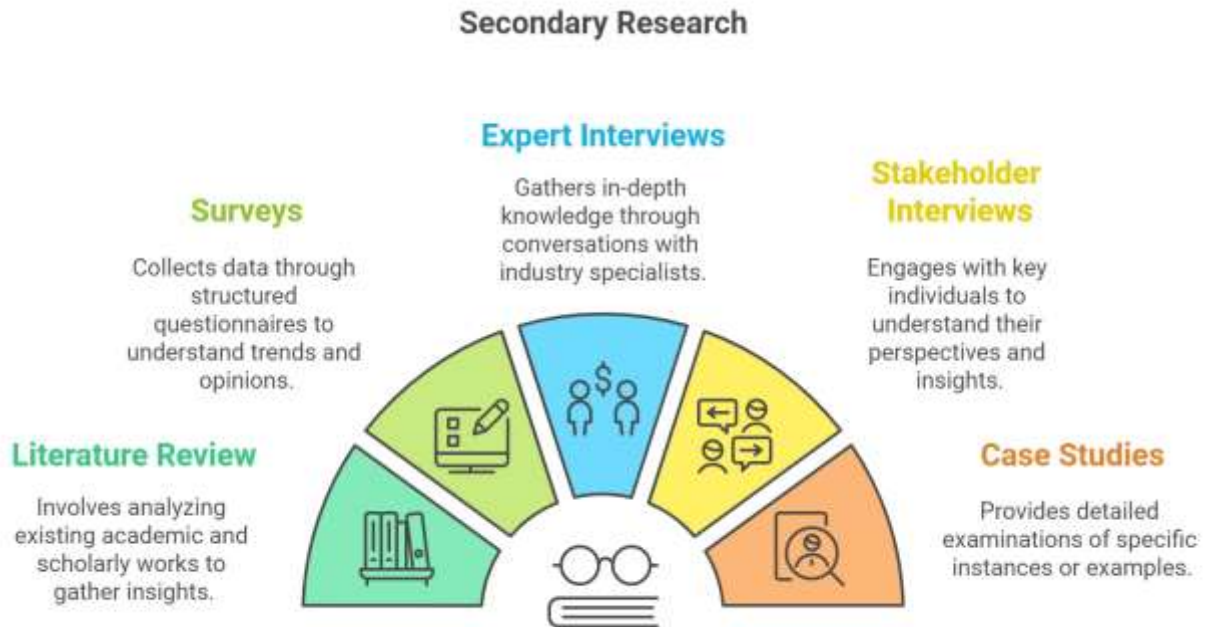 Secondary Research
Expert Interviews
Gathers in-depth
knowledge through
conversations with
industry specialists.
Stakeholder
Interviews
Engages with key
individuals to
understand their
perspectives and
insights.
Surveys
Collects data through
structured
questionnaires to
understand trends and
opinions.
$
Literature Review
Involves analyzing
existing academic and
scholarly works to
gather insights.
Case Studies
Provides detailed
examinations of specific
instances or examples.